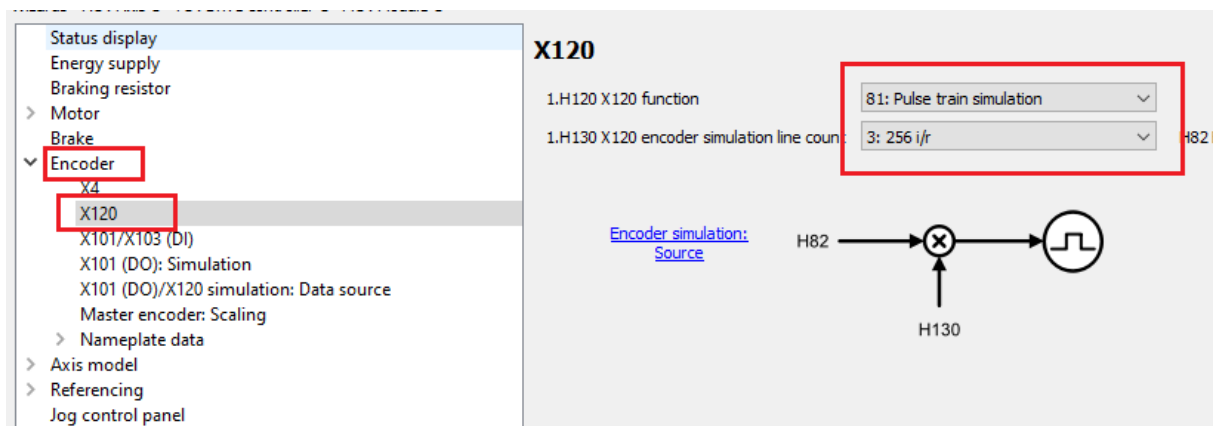 Status display
Energy supply
Braking resistor
Motor
Brake
Encoder
X4
X120
X101/X103 (DI)
X101 (DO): Simulation
X101 (DO)/X120 simulation: Data source
Master encoder: Scaling
Nameplate data
Axis model
Referencing
Jog control panel
X120
1.H120 X120 function 81: Pulse train simulation
1.H130 X120 encoder simulation line count 3: 256 i/r H82
Encoder simulation:
Source
H82
H130